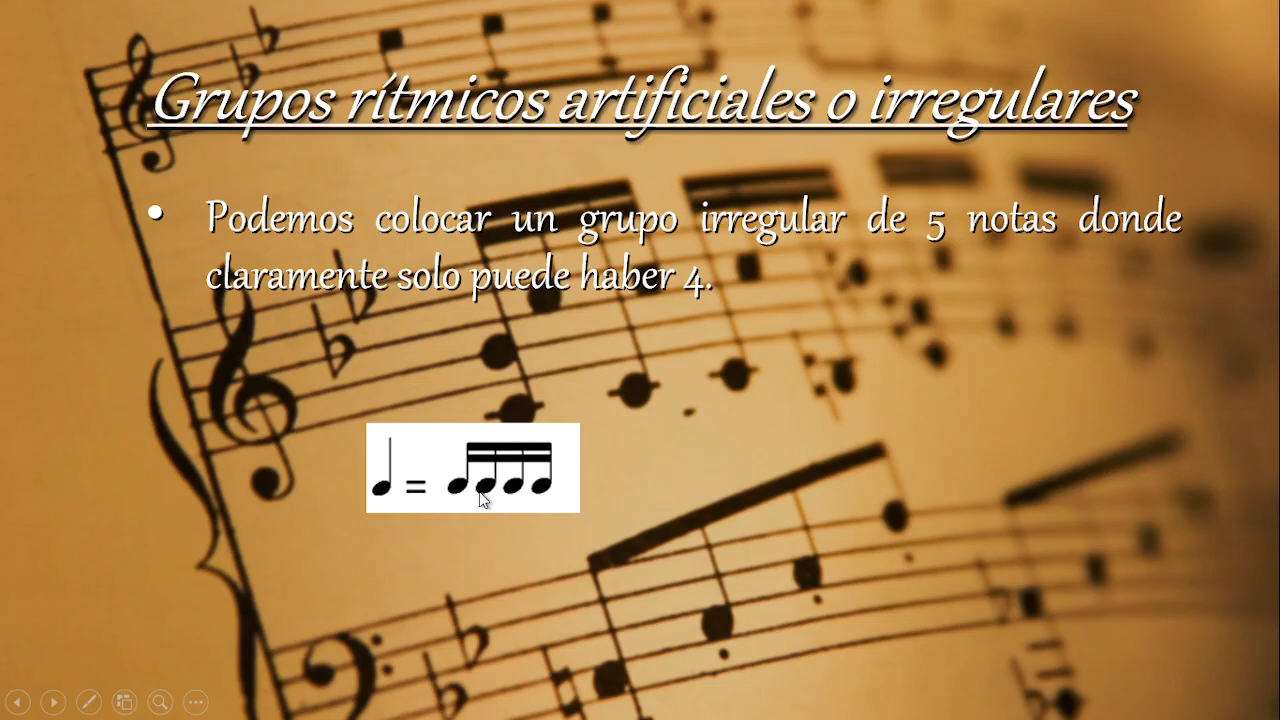 Grupos rítmicos artificiales o irregulares
• Podemos colocar un grupo irregular de 5 notas donde
claramente solo puede haber 4.
=